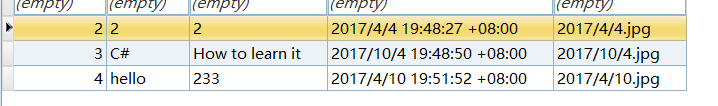 (empty) (empty) (empty) (empty) (empty)
2 2 2 2017/4/4 19:48:27 +08:00 2017/4/4.jpg
3 C# How to learn it 2017/10/4 19:48:50 +08:00 2017/10/4.jpg
4 hello 233 2017/4/10 19:51:52 +08:00 2017/4/10.jpg